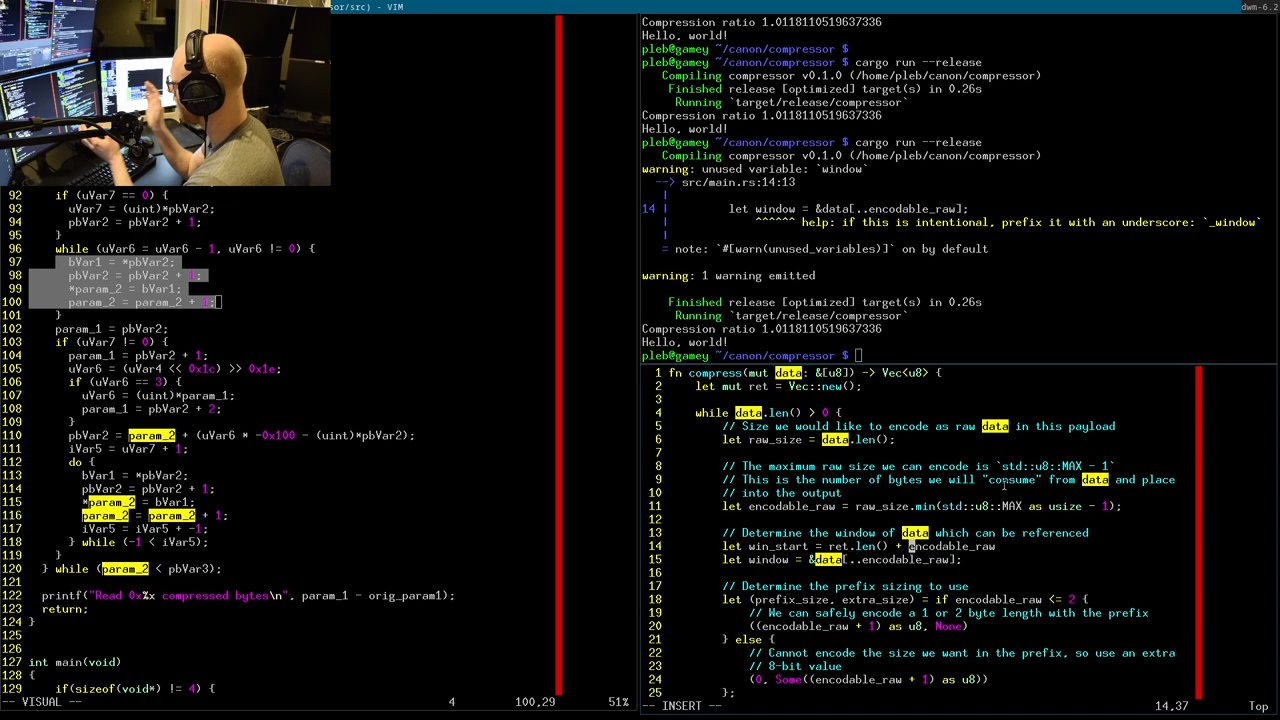 sor/src) - VIM
dwm-6.2
92 if (uVar7 == 0) {
93 uVar7 = (uint)*pbVar2;
94 pbVar2 = pbVar2 + 1;
95 }
96 while (uVar6 = uVar6 - 1, uVar6 != 0) {
97 bVar1 = *pbVar2;
98 pbVar2 = pbVar2 + 1;
99 *param_2 = bVar1;
100 param_2 = param_2 + 1;
101 }
102 param_1 = pbVar2;
103 if (uVar7 != 0) {
104 param_1 = pbVar2 + 1;
105 uVar6 = (uVar4 << 0x1c) >> 0x1e;
106 if (uVar6 == 3) {
107 uVar6 = (uint)*param_1;
108 param_1 = pbVar2 + 2;
109 }
110 pbVar2 = param_2 + (uVar6 * -0x100 - (uint)*pbVar2);
111 iVar5 = uVar7 + 1;
112 do {
113 bVar1 = *pbVar2;
114 pbVar2 = pbVar2 + 1;
115 *param_2 = bVar1;
116 param_2 = param_2 + 1;
117 iVar5 = iVar5 + -1;
118 } while (-1 < iVar5);
119 }
120 } while (param_2 < pbVar3);
121
122 printf("Read 0x%x compressed bytes\n", param_1 - orig_param1);
123 return;
124 }
125
126
127 int main(void)
128 {
129 if(sizeof(void*) != 4) {
-- VISUAL -- 4 100,29 51%
Compression ratio 1.0118110519637336
Hello, world!
pleb@gamey ~/canon/compressor $
pleb@gamey ~/canon/compressor $ cargo run --release
Compiling compressor v0.1.0 (/home/pleb/canon/compressor)
Finished release [optimized] target(s) in 0.26s
Running `target/release/compressor`
Compression ratio 1.0118110519637336
Hello, world!
pleb@gamey ~/canon/compressor $ cargo run --release
Compiling compressor v0.1.0 (/home/pleb/canon/compressor)
warning: unused variable: `window`
--> src/main.rs:14:13
|
14 | let window = &data[..encodable_raw];
| ^^^^^^ help: if this is intentional, prefix it with an underscore: `_window`
|
= note: `#[warn(unused_variables)]` on by default
warning: 1 warning emitted
Finished release [optimized] target(s) in 0.26s
Running `target/release/compressor`
Compression ratio 1.0118110519637336
Hello, world!
pleb@gamey ~/canon/compressor $
1 fn compress(mut data: &[u8]) -> Vec<u8> {
2 let mut ret = Vec::new();
3
4 while data.len() > 0 {
5 // Size we would like to encode as raw data in this payload
6 let raw_size = data.len();
7
8 // The maximum raw size we can encode is `std::u8::MAX - 1`
9 // This is the number of bytes we will "consume" from data and place
10 // into the output
11 let encodable_raw = raw_size.min(std::u8::MAX as usize - 1);
12
13 // Determine the window of data which can be referenced
14 let win_start = ret.len() + encodable_raw
15 let window = &data[..encodable_raw];
16
17 // Determine the prefix sizing to use
18 let (prefix_size, extra_size) = if encodable_raw <= 2 {
19 // We can safely encode a 1 or 2 byte length with the prefix
20 ((encodable_raw + 1) as u8, None)
21 } else {
22 // Cannot encode the size we want in the prefix, so use an extra
23 // 8-bit value
24 (0, Some((encodable_raw + 1) as u8))
25 };
-- INSERT -- 14,37 Top